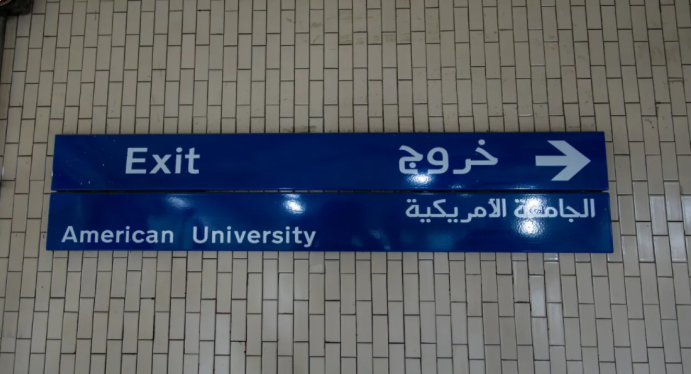 Exit خروج
الجامعة الأمريكية
American University